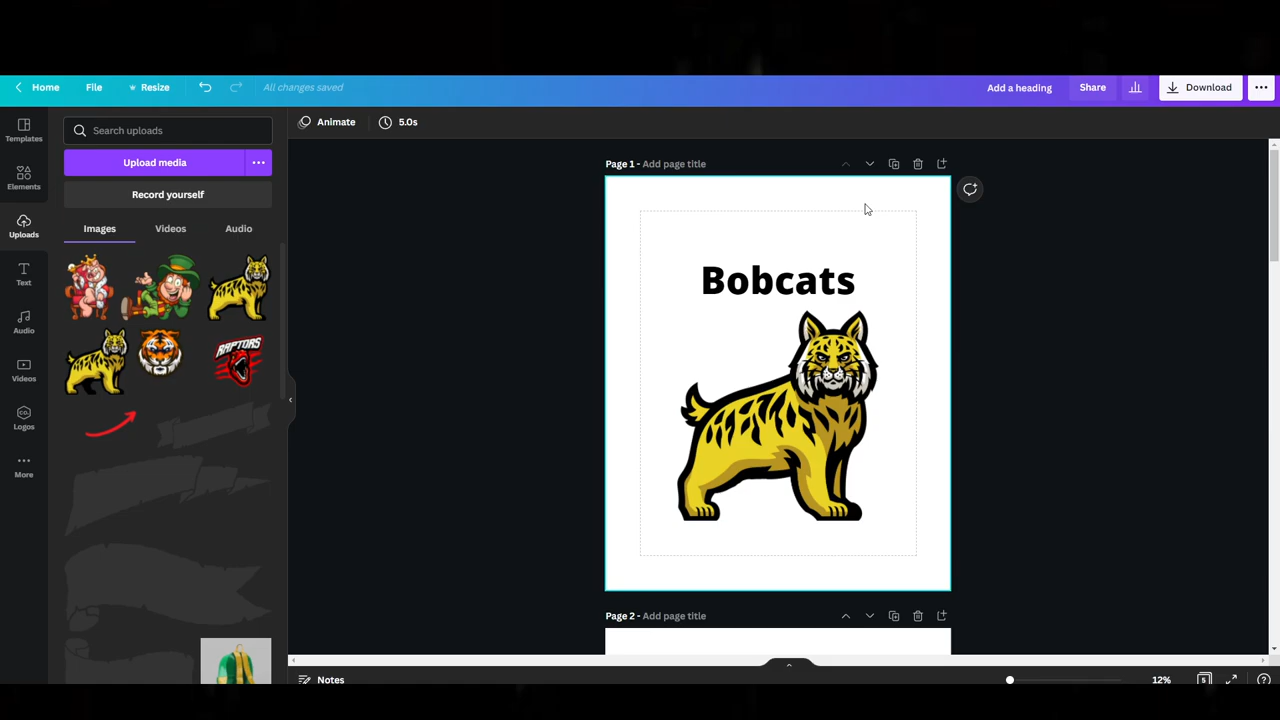 Home File Resize All changes saved Add a heading Share Download
Templates
Elements
Uploads
Text
Audio
Videos
CO.
Logos
More
Search uploads
Upload media
Record yourself
Images Videos Audio
RAPTORS
Animate 5.0s
Page 1 - Add page title
Bobcats
Page 2 - Add page title
Notes 12% 5 ?